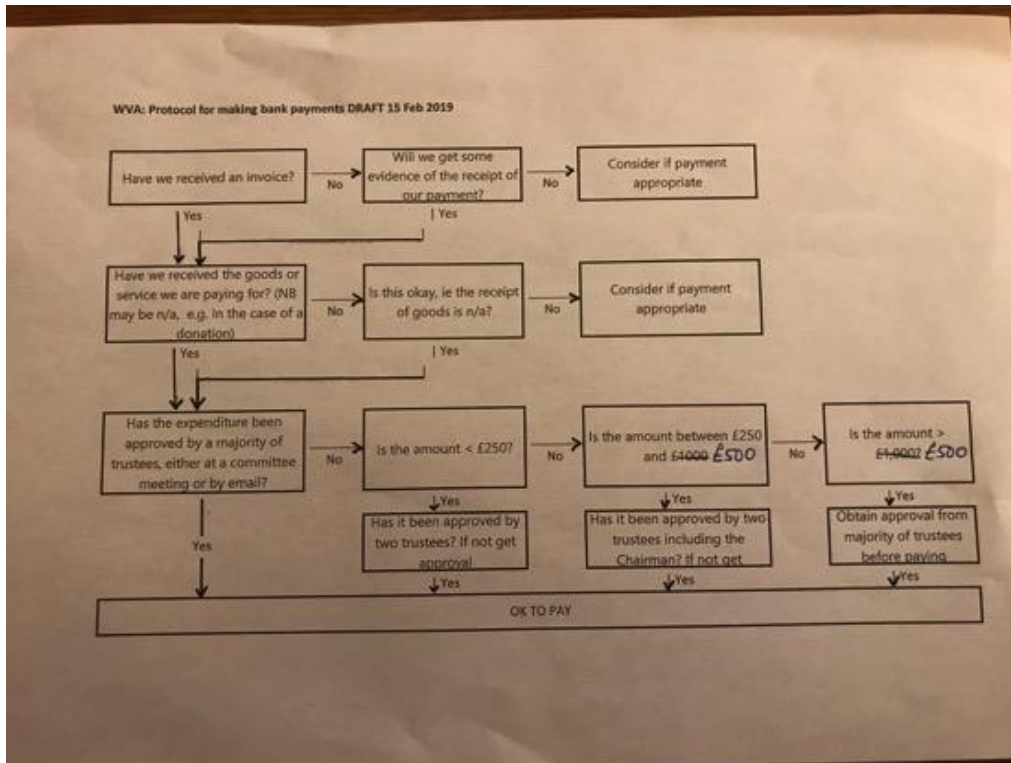 WVA: Protocol for making bank payments DRAFT 15 Feb 2019
Have we received an invoice?
No
Will we get some
evidence of the receipt of
our payment?
No
Consider if payment
appropriate
Yes
Yes
Have we received the goods or
service we are paying for? (NB
may be n/a, e.g. In the case of a
donation)
No
Is this okay, ie the receipt
of goods is n/a?
No
Consider if payment
appropriate
Yes
Yes
Has the expenditure been
approved by a majority of
trustees, either at a committee
meeting or by email?
No
Is the amount < £250?
No
Is the amount between £250
and £1000 £500
No
Is the amount >
£1,000? £500
Yes
Yes
Yes
Yes
Has it been approved by
two trustees? If not get
approval
Has it been approved by two
trustees including the
Chairman? If not get
Obtain approval from
majority of trustees
before paying
Yes
Yes
Yes
OK TO PAY